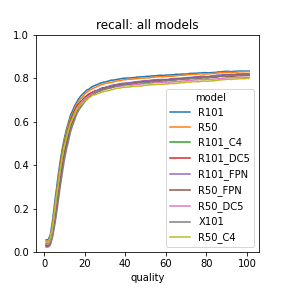 recall: all models
1.0
0.8
0.6
0.4
0.2
0.0
0 20 40 60 80 100
quality
model
R101
R50
R101_C4
R101_DC5
R101_FPN
R50_FPN
R50_DC5
X101
R50_C4